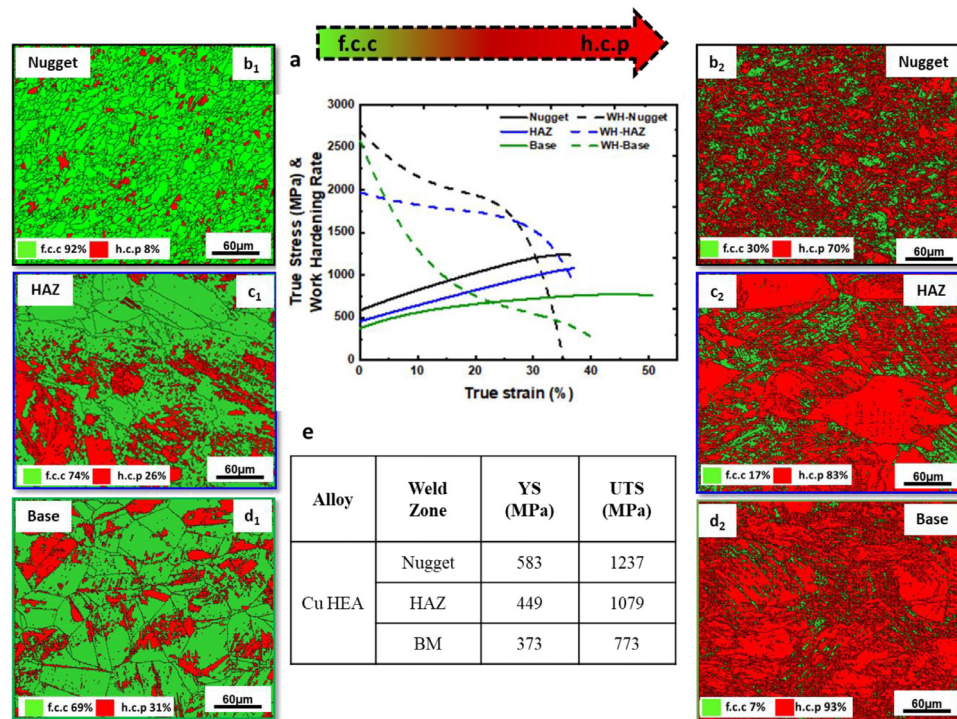 f.c.c h.c.p
Nugget b1
f.c.c 92% h.c.p 8% 60μm
HAZ c1
f.c.c 74% h.c.p 26% 60μm
Base d1
f.c.c 69% h.c.p 31% 60μm
a
True Stress (MPa) &
Work Hardening Rate
3000
2500
2000
1500
1000
500
0
Nugget WH-Nugget
HAZ WH-HAZ
Base WH-Base
0 10 20 30 40 50
True strain (%)
e
Alloy Weld Zone YS (MPa) UTS (MPa)
Cu HEA
Nugget 583 1237
HAZ 449 1079
BM 373 773
b2 Nugget
f.c.c 30% h.c.p 70% 60μm
c2 HAZ
f.c.c 17% h.c.p 83% 60μm
d2 Base
f.c.c 7% h.c.p 93% 60μm